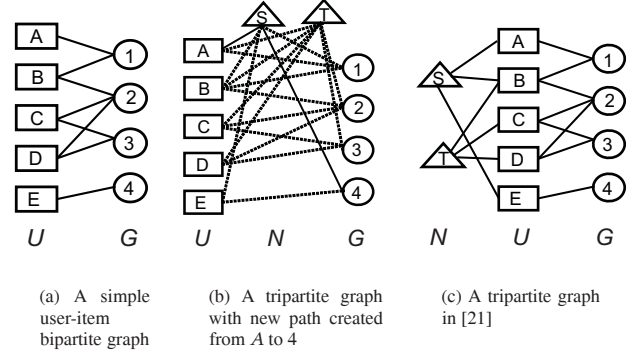 A
B
C
D
E
1
2
3
4
U
G
S
T
A
B
C
D
E
1
2
3
4
U
N
G
S
T
A
B
C
D
E
1
2
3
4
N
U
G
(a) A simple
user-item
bipartite graph
(b) A tripartite graph
with new path created
from A to 4
(c) A tripartite graph
in [21]